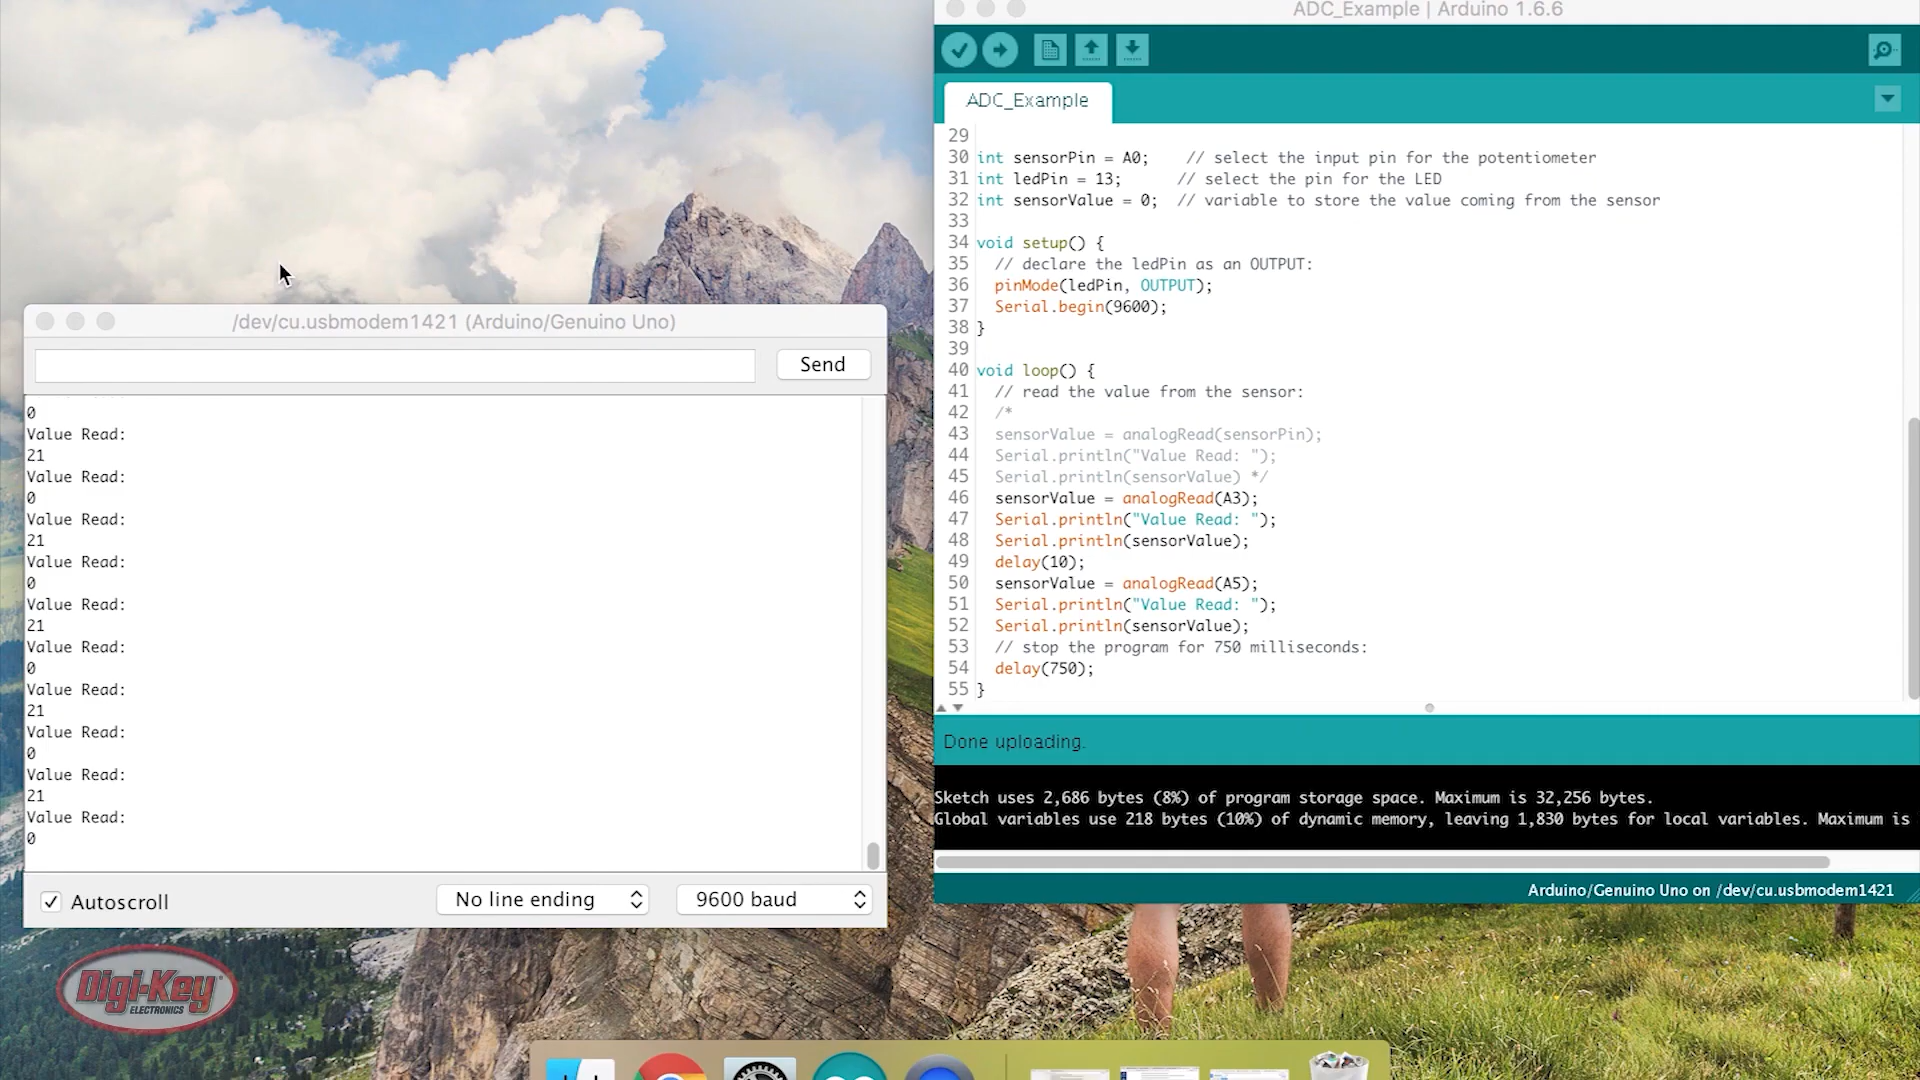 /dev/cu.usbmodem1421 (Arduino/Genuino Uno)
Send
0
Value Read:
21
Value Read:
0
Value Read:
21
Value Read:
0
Value Read:
21
Value Read:
0
Value Read:
21
Value Read:
0
Value Read:
21
Value Read:
0
Autoscroll
No line ending
9600 baud
Digi-Key
ELECTRONICS
ADC_Example | Arduino 1.6.6
ADC_Example
29
30 int sensorPin = A0;    // select the input pin for the potentiometer
31 int ledPin = 13;      // select the pin for the LED
32 int sensorValue = 0;  // variable to store the value coming from the sensor
33
34 void setup() {
35   // declare the ledPin as an OUTPUT:
36   pinMode(ledPin, OUTPUT);
37   Serial.begin(9600);
38 }
39
40 void loop() {
41   // read the value from the sensor:
42   /*
43   sensorValue = analogRead(sensorPin);
44   Serial.println("Value Read: ");
45   Serial.println(sensorValue) */
46   sensorValue = analogRead(A3);
47   Serial.println("Value Read: ");
48   Serial.println(sensorValue);
49   delay(10);
50   sensorValue = analogRead(A5);
51   Serial.println("Value Read: ");
52   Serial.println(sensorValue);
53   // stop the program for 750 milliseconds:
54   delay(750);
55 }
Done uploading.
Sketch uses 2,686 bytes (8%) of program storage space. Maximum is 32,256 bytes.
Global variables use 218 bytes (10%) of dynamic memory, leaving 1,830 bytes for local variables. Maximum is
Arduino/Genuino Uno on /dev/cu.usbmodem1421